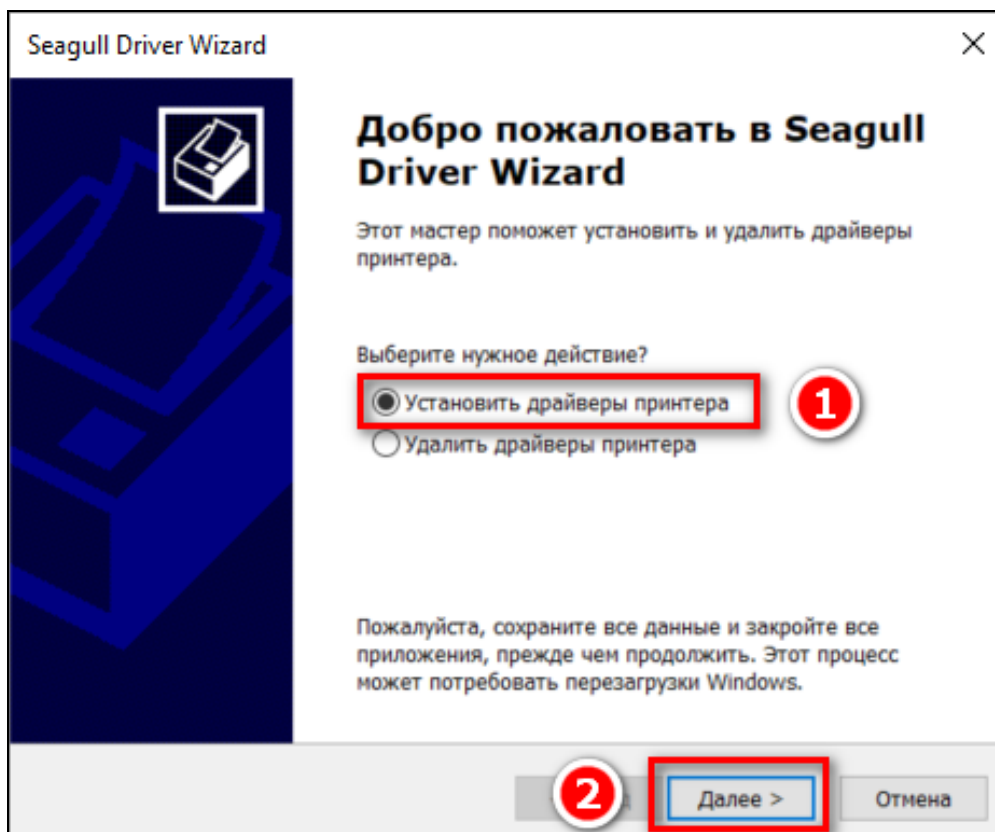 Seagull Driver Wizard
Добро пожаловать в Seagull
Driver Wizard
Этот мастер поможет установить и удалить драйверы
принтера.
Выберите нужное действие?
Установить драйверы принтера
1
Удалить драйверы принтера
Пожалуйста, сохраните все данные и закройте все
приложения, прежде чем продолжить. Этот процесс
может потребовать перезагрузки Windows.
2 Далее > Отмена